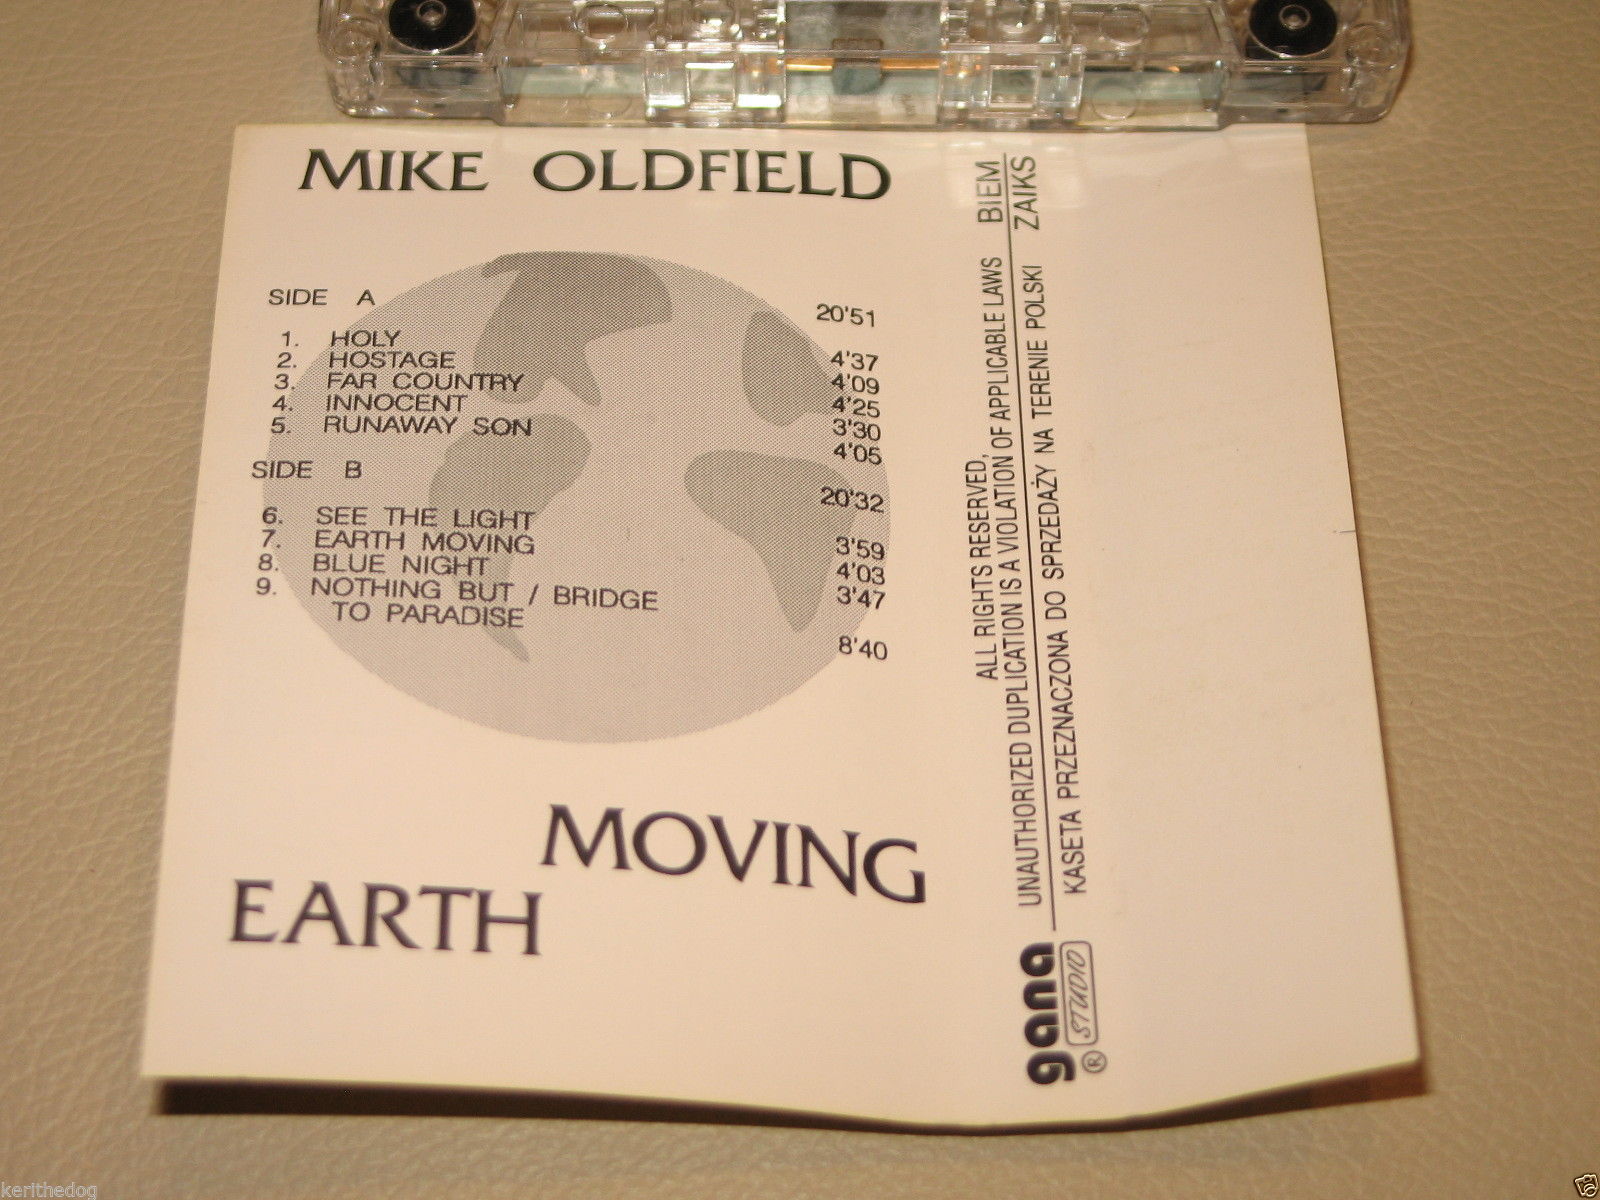 MIKE OLDFIELD
SIDE A 20'51
1. HOLY 4'37
2. HOSTAGE 4'09
3. FAR COUNTRY 4'25
4. INNOCENT 3'30
5. RUNAWAY SON 4'05
SIDE B 20'32
6. SEE THE LIGHT 3'59
7. EARTH MOVING 4'03
8. BLUE NIGHT 3'47
9. NOTHING BUT / BRIDGE
TO PARADISE 8'40
EARTH MOVING
ALL RIGHTS RESERVED,
UNAUTHORIZED DUPLICATION IS A VIOLATION OF APPLICABLE LAWS BIEM
KASETA PRZEZNACZONA DO SPRZEDAŻY NA TERENIE POLSKI ZAIKS
gana
® STUDIO
kerithedog